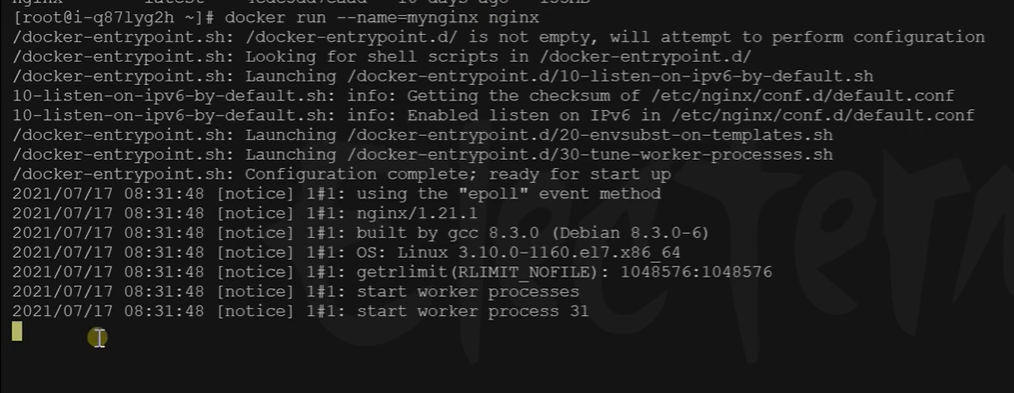 [root@i-q87lyg2h ~]# docker run --name=mynginx nginx
/docker-entrypoint.sh: /docker-entrypoint.d/ is not empty, will attempt to perform configuration
/docker-entrypoint.sh: Looking for shell scripts in /docker-entrypoint.d/
/docker-entrypoint.sh: Launching /docker-entrypoint.d/10-listen-on-ipv6-by-default.sh
10-listen-on-ipv6-by-default.sh: info: Getting the checksum of /etc/nginx/conf.d/default.conf
10-listen-on-ipv6-by-default.sh: info: Enabled listen on IPv6 in /etc/nginx/conf.d/default.conf
/docker-entrypoint.sh: Launching /docker-entrypoint.d/20-envsubst-on-templates.sh
/docker-entrypoint.sh: Launching /docker-entrypoint.d/30-tune-worker-processes.sh
/docker-entrypoint.sh: Configuration complete; ready for start up
2021/07/17 08:31:48 [notice] 1#1: using the "epoll" event method
2021/07/17 08:31:48 [notice] 1#1: nginx/1.21.1
2021/07/17 08:31:48 [notice] 1#1: built by gcc 8.3.0 (Debian 8.3.0-6)
2021/07/17 08:31:48 [notice] 1#1: OS: Linux 3.10.0-1160.el7.x86_64
2021/07/17 08:31:48 [notice] 1#1: getrlimit(RLIMIT_NOFILE): 1048576:1048576
2021/07/17 08:31:48 [notice] 1#1: start worker processes
2021/07/17 08:31:48 [notice] 1#1: start worker process 31